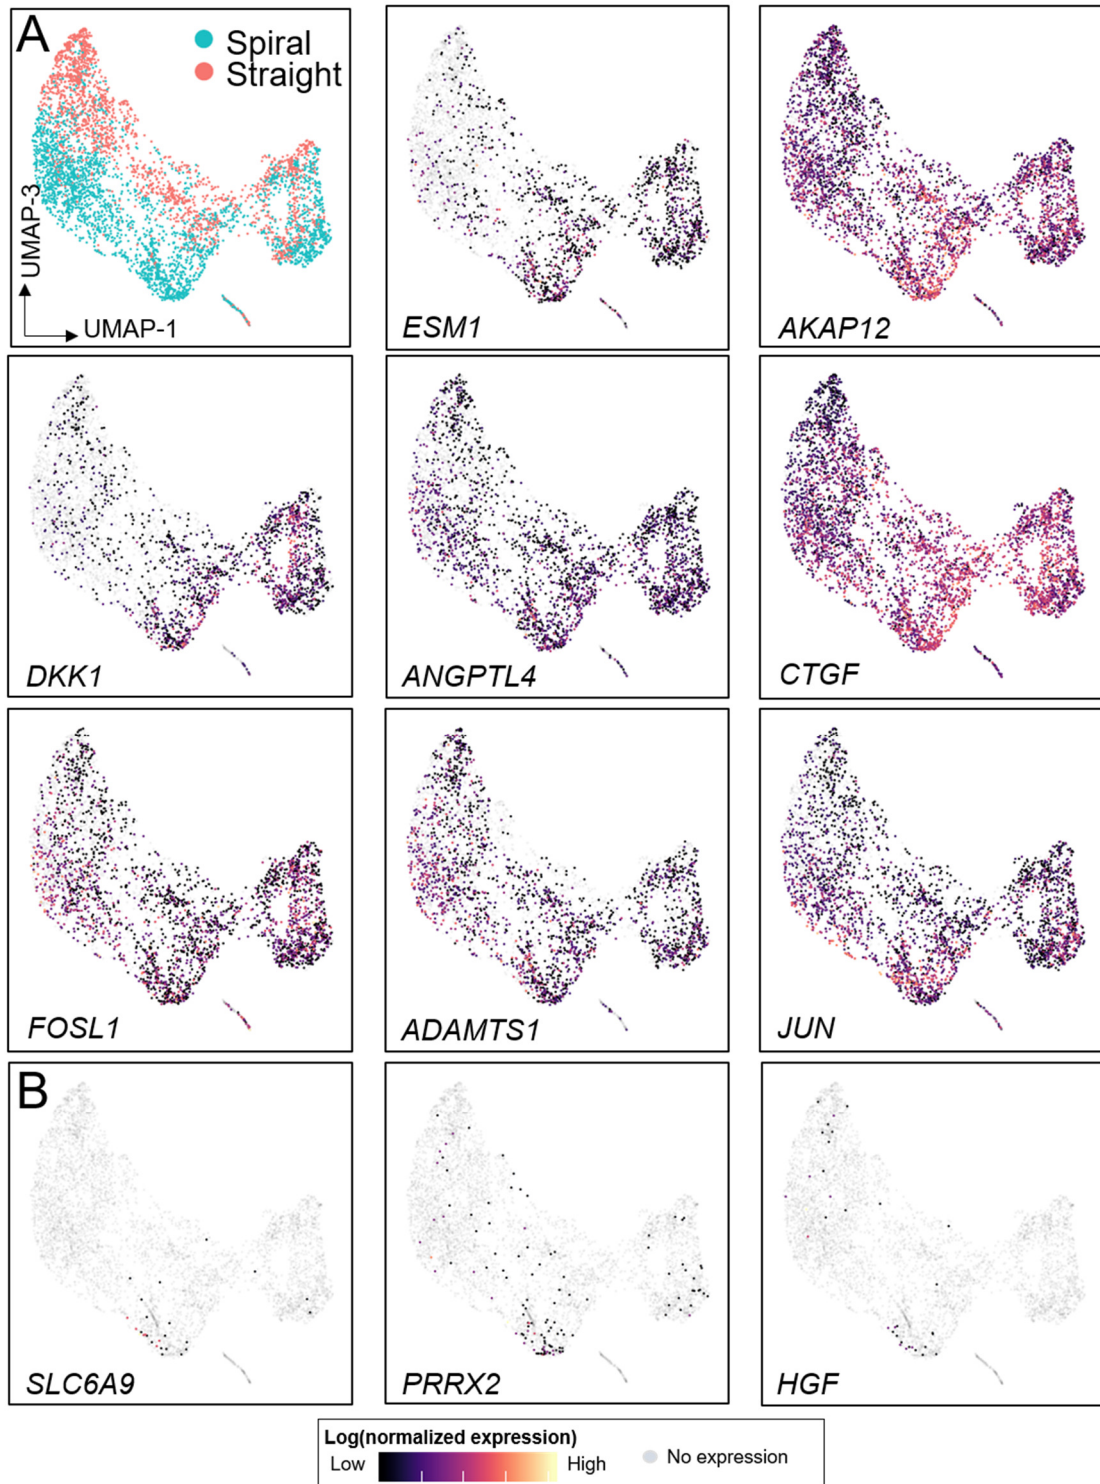 A
Spiral
Straight
UMAP-3
UMAP-1
ESM1
AKAP12
DKK1
ANGPTL4
CTGF
FOSL1
ADAMTS1
JUN
B
SLC6A9
PRRX2
HGF
Log(normalized expression)
Low High No expression